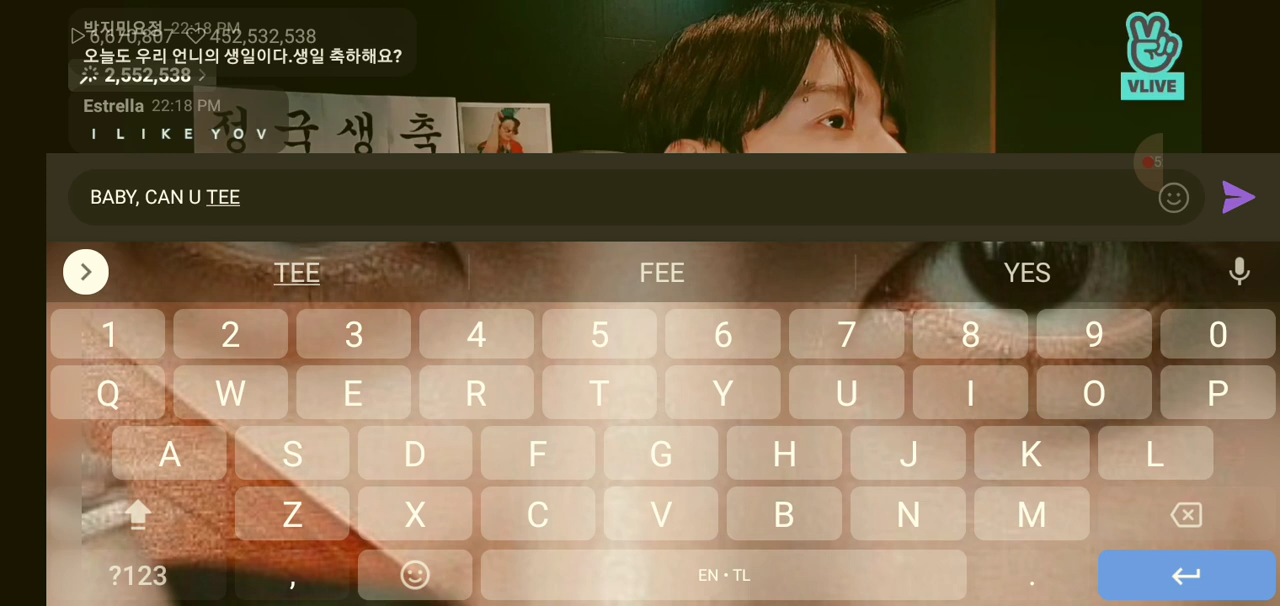 박지민요정 22:18 PM
6,670,867 452,532,538
오늘도 우리 언니의 생일이다.생일 축하해요?
2,552,538
Estrella 22:18 PM
I L I K E Y O V
정국생축
VLIVE
BABY, CAN U TEE
TEE FEE YES
1 2 3 4 5 6 7 8 9 0
Q W E R T Y U I O P
A S D F G H J K L
Z X C V B N M
?123 , EN • TL .